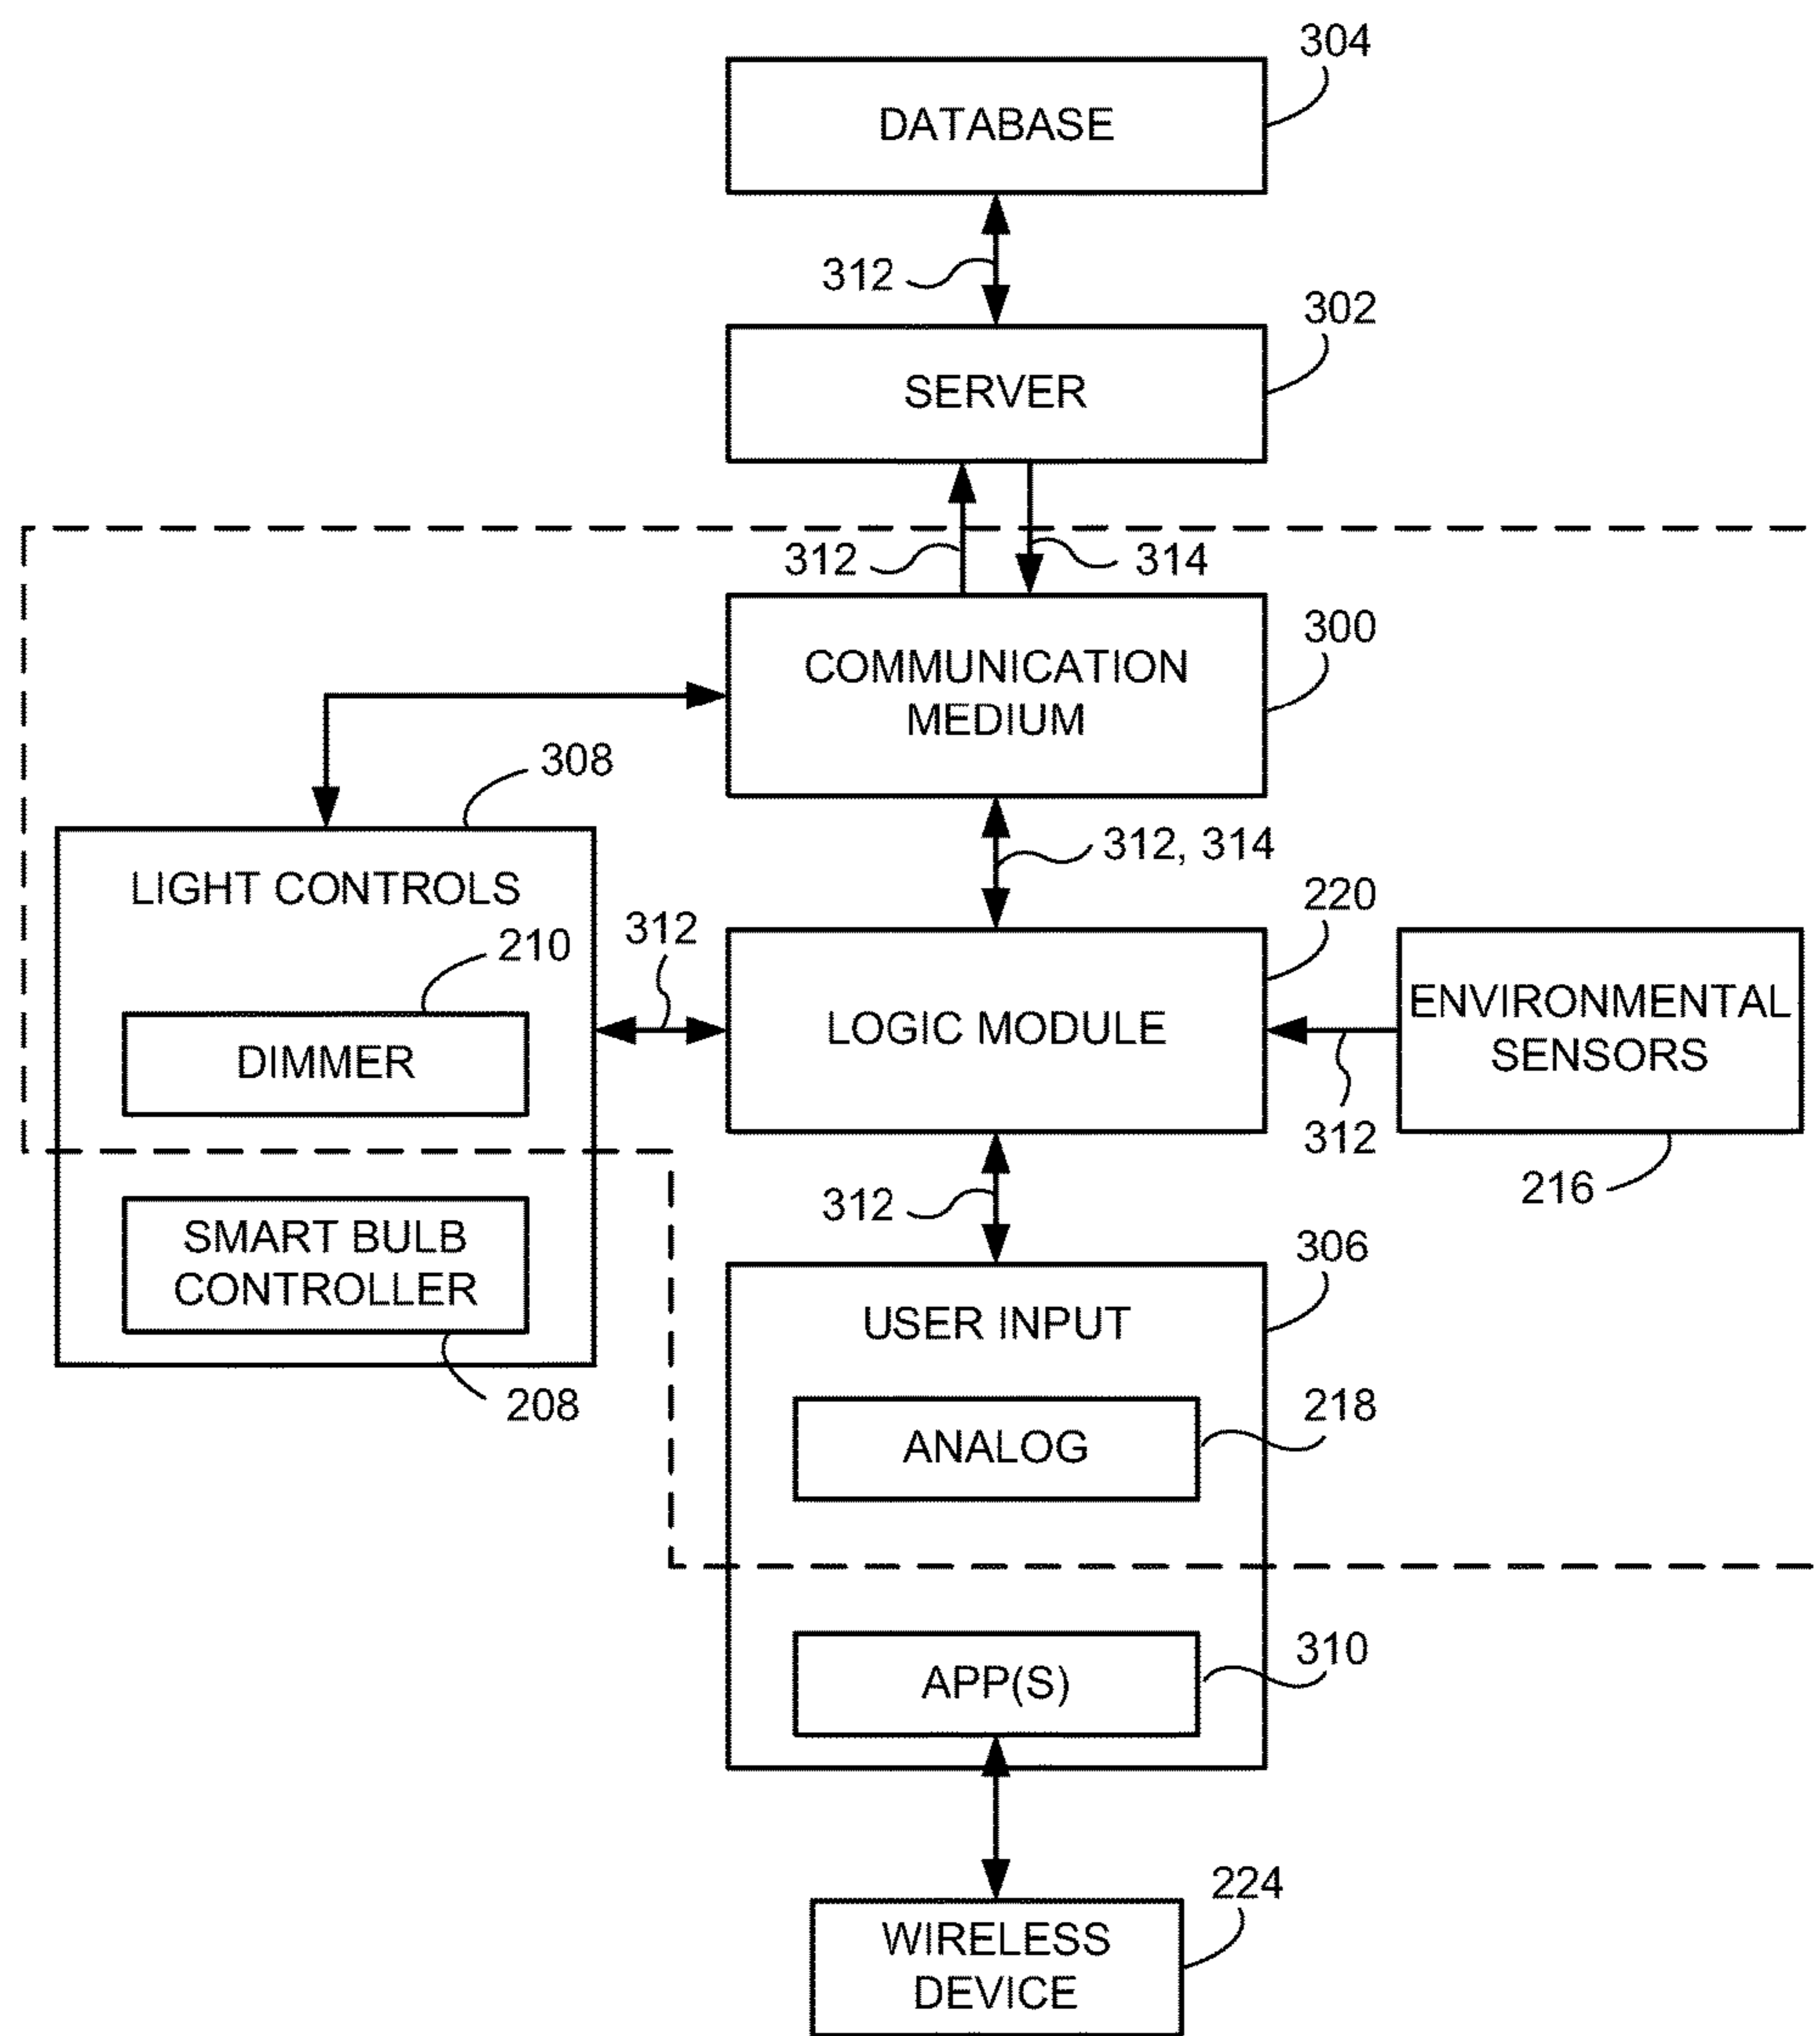 304
DATABASE
312
302
SERVER
312
314
300
COMMUNICATION
MEDIUM
308
312, 314
LIGHT CONTROLS
220
210
312
DIMMER
LOGIC MODULE
ENVIRONMENTAL
SENSORS
312
216
312
SMART BULB
CONTROLLER
208
306
USER INPUT
218
ANALOG
310
APP(S)
224
WIRELESS
DEVICE